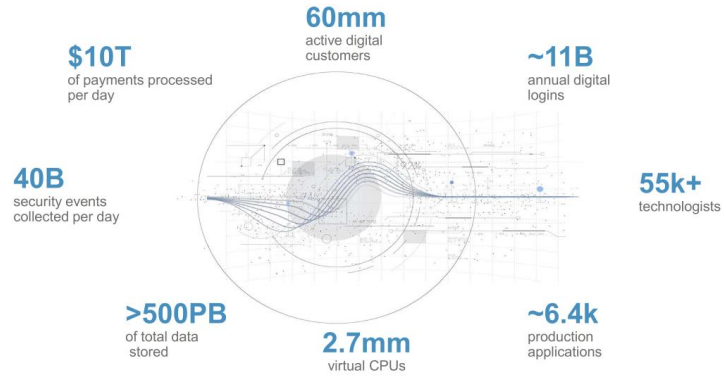 60mm
active digital
customers
$10T
of payments processed
per day
~11B
annual digital
logins
40B
security events
collected per day
55k+
technologists
>500PB
of total data
stored
2.7mm
virtual CPUs
~6.4k
production
applications